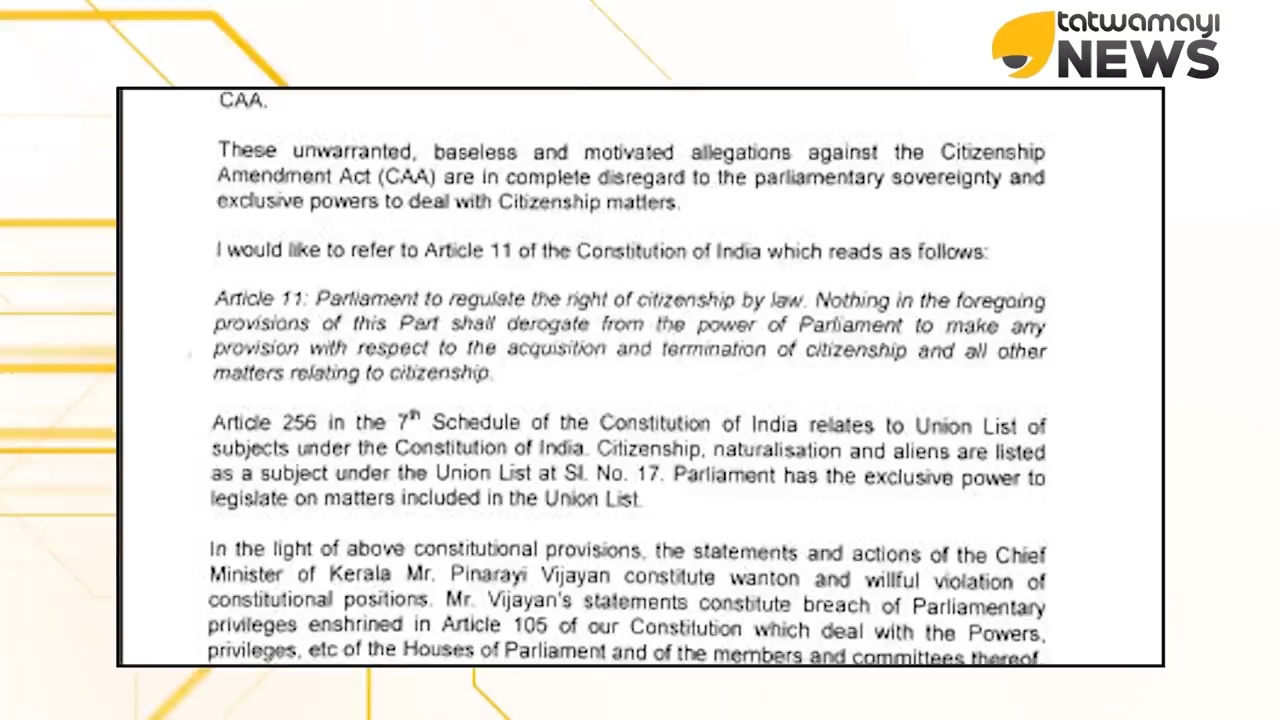 tatwamayi
NEWS
CAA.
These unwarranted, baseless and motivated allegations against the Citizenship
Amendment Act (CAA) are in complete disregard to the parliamentary sovereignty and
exclusive powers to deal with Citizenship matters.
I would like to refer to Article 11 of the Constitution of India which reads as follows:
Article 11: Parliament to regulate the right of citizenship by law. Nothing in the foregoing
provisions of this Part shall derogate from the power of Parliament to make any
provision with respect to the acquisition and termination of citizenship and all other
matters relating to citizenship.
Article 256 in the 7th Schedule of the Constitution of India relates to Union List of
subjects under the Constitution of India. Citizenship, naturalisation and aliens are listed
as a subject under the Union List at Sl. No. 17. Parliament has the exclusive power to
legislate on matters included in the Union List.
In the light of above constitutional provisions, the statements and actions of the Chief
Minister of Kerala Mr. Pinarayi Vijayan constitute wanton and willful violation of
constitutional positions. Mr. Vijayan's statements constitute breach of Parliamentary
privileges enshrined in Article 105 of our Constitution which deal with the Powers,
privileges, etc of the Houses of Parliament and of the members and committees thereof.